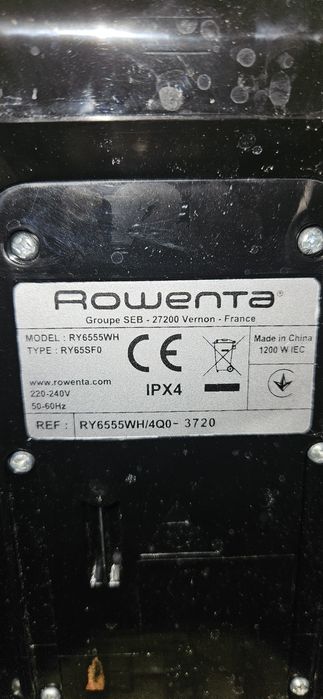 Rowenta®
Groupe SEB - 27200 Vernon - France
MODEL : RY6555WH
TYPE : RY65SF0
CE
Made in China
1200 W IEC
www.rowenta.com
220-240V
50-60Hz
IPX4
REF : RY6555WH/4Q0- 3720